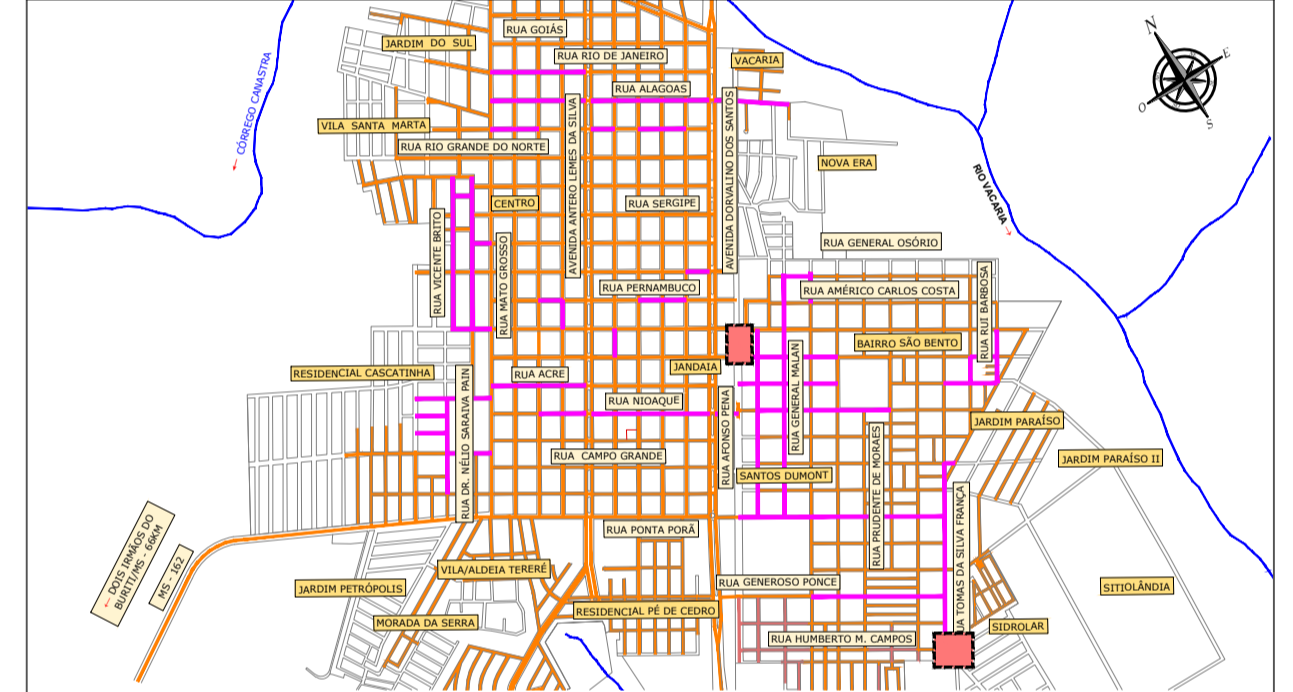 RUA GOIÁS
JARDIM DO SUL
RUA RIO DE JANEIRO
VACARIA
RUA ALAGOAS
CÓRREGO CANASTRA
←
VILA SANTA MARTA
RUA RIO GRANDE DO NORTE
AVENIDA ANTERO LEMES DA SILVA
AVENIDA DORVALINO DOS SANTOS
NOVA ERA
N
E
S
O
RIO VACARIA →
CENTRO
RUA SERGIPE
RUA VICENTE BRITO
RUA MATO GROSSO
RUA GENERAL OSÓRIO
RUA PERNAMBUCO
RUA AMÉRICO CARLOS COSTA
RUA RUI BARBOSA
BAIRRO SÃO BENTO
RESIDENCIAL CASCATINHA
RUA DR. NÉLIO SARAIVA PAIN
RUA ACRE
JANDAIA
RUA GENERAL MALAN
RUA NIOAQUE
RUA AFONSO PENA
JARDIM PARAÍSO
RUA CAMPO GRANDE
JARDIM PARAÍSO II
SANTOS DUMONT
RUA PRUDENTE DE MORAES
RUA TOMAS DA SILVA FRANÇA
← DOIS IRMÃOS DO
BURITI/MS - 66KM
MS - 162
RUA PONTA PORÃ
VILA/ALDEIA TERERÉ
JARDIM PETRÓPOLIS
RUA GENEROSO PONCE
SITIOLÂNDIA
RESIDENCIAL PÉ DE CEDRO
MORADA DA SERRA
SIDROLAR
RUA HUMBERTO M. CAMPOS